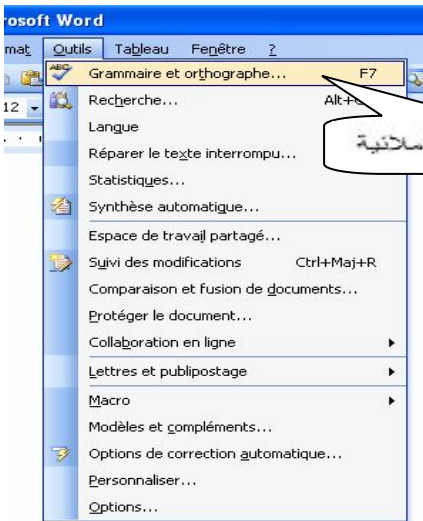 rosoft Word
mat Outils Tableau Fenêtre ?
Grammaire et orthographe... F7
12
Recherche... Alt+
Langue
Réparer le texte interrompu...
Statistiques...
Synthèse automatique...
Espace de travail partagé...
Suivi des modifications Ctrl+Maj+R
Comparaison et fusion de documents...
Protéger le document...
Collaboration en ligne
Lettres et publipostage
Macro
Modèles et compléments...
Options de correction automatique...
Personnaliser...
Options...